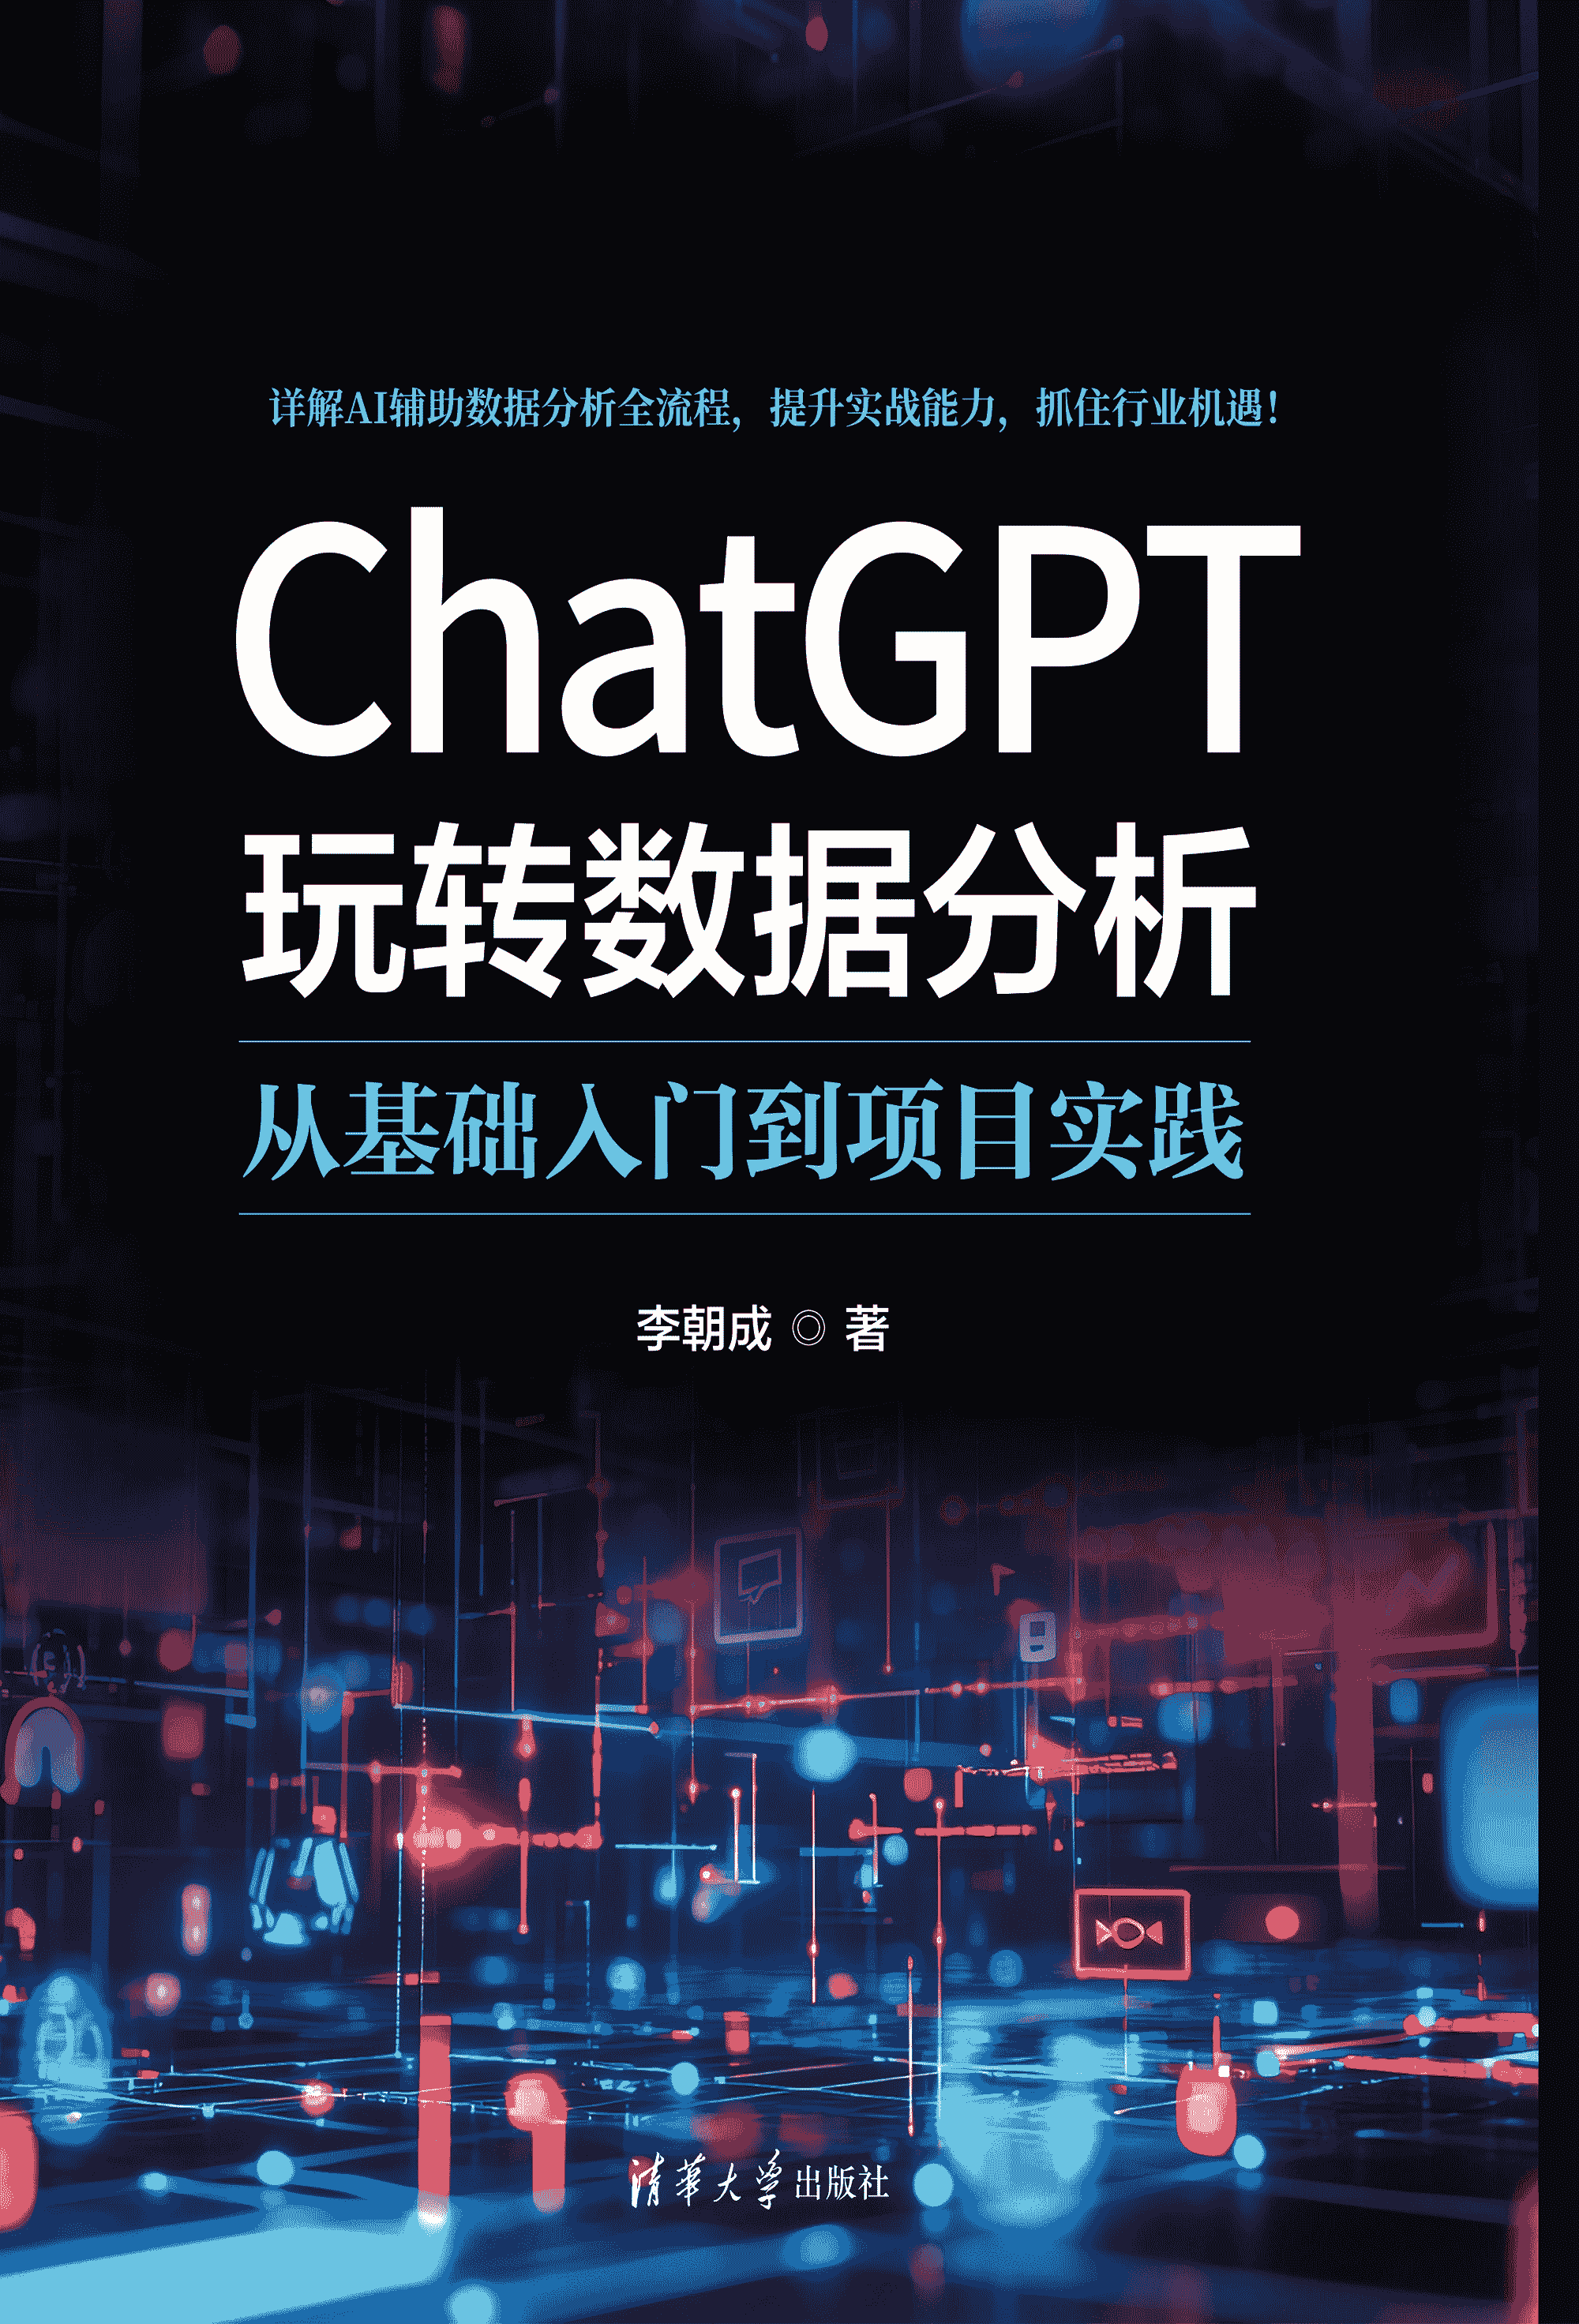 详解AI辅助数据分析全流程，提升实战能力，抓住行业机遇！
ChatGPT
玩转数据分析
从基础入门到项目实践
李朝成 ◎ 著
清華大学出版社